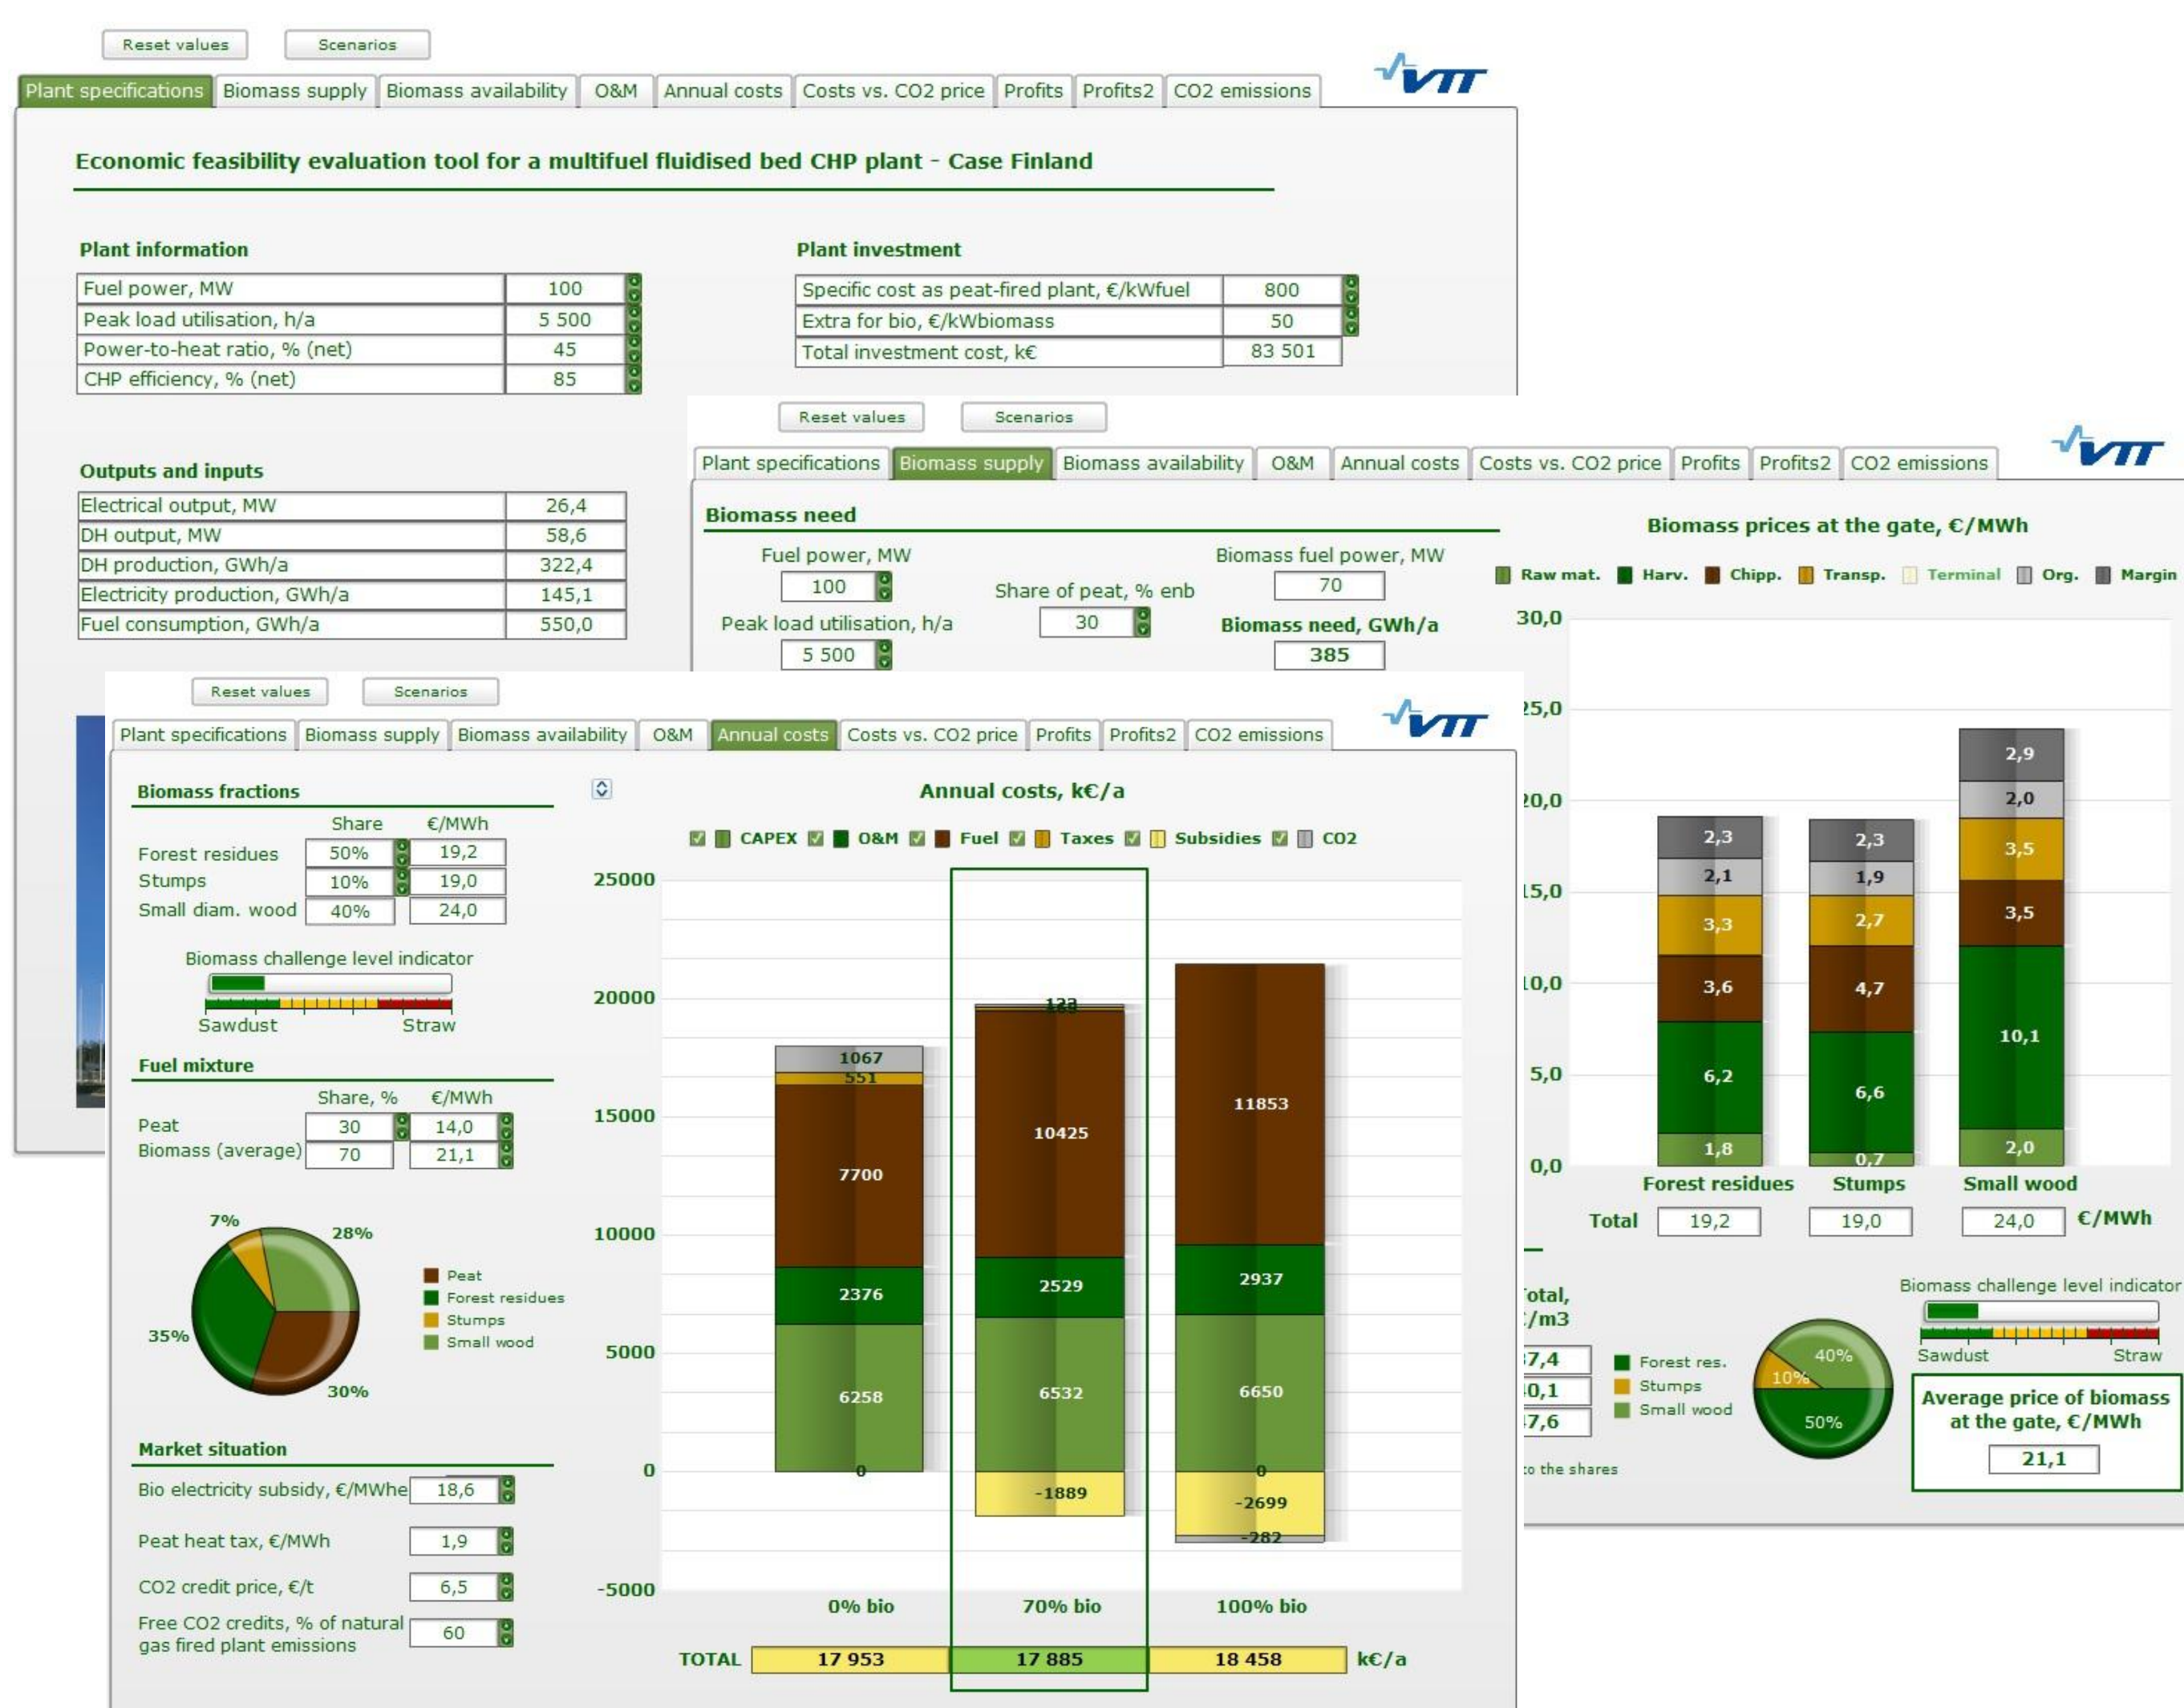 Reset values
Scenarios
VTT
Plant specifications
Biomass supply
Biomass availability
O&M
Annual costs
Costs vs. CO2 price
Profits
Profits2
CO2 emissions
Economic feasibility evaluation tool for a multifuel fluidised bed CHP plant - Case Finland
Plant information
Fuel power, MW 100
Peak load utilisation, h/a 5 500
Power-to-heat ratio, % (net) 45
CHP efficiency, % (net) 85
Plant investment
Specific cost as peat-fired plant, €/kWfuel 800
Extra for bio, €/kWbiomass 50
Total investment cost, k€ 83 501
Outputs and inputs
Electrical output, MW 26,4
DH output, MW 58,6
DH production, GWh/a 322,4
Electricity production, GWh/a 145,1
Fuel consumption, GWh/a 550,0
Reset values
Scenarios
VTT
Plant specifications
Biomass supply
Biomass availability
O&M
Annual costs
Costs vs. CO2 price
Profits
Profits2
CO2 emissions
Biomass need
Fuel power, MW
100
Peak load utilisation, h/a
5 500
Share of peat, % enb
30
Biomass fuel power, MW
70
Biomass need, GWh/a
385
Biomass prices at the gate, €/MWh
Raw mat. Harv. Chipp. Transp. Terminal Org. Margin
30,0
25,0
20,0
15,0
10,0
5,0
0,0
2,3
2,1
3,3
3,6
6,2
1,8
2,3
1,9
2,7
4,7
6,6
0,7
2,9
2,0
3,5
3,5
10,1
2,0
Forest residues Stumps Small wood
Total 19,2 19,0 24,0 €/MWh
7,4
0,1
7,6
to the shares
Forest res.
Stumps
Small wood
40%
10%
50%
Biomass challenge level indicator
Sawdust Straw
Average price of biomass
at the gate, €/MWh
21,1
Reset values
Scenarios
VTT
Plant specifications
Biomass supply
Biomass availability
O&M
Annual costs
Costs vs. CO2 price
Profits
Profits2
CO2 emissions
Biomass fractions
Share €/MWh
Forest residues 50% 19,2
Stumps 10% 19,0
Small diam. wood 40% 24,0
Biomass challenge level indicator
Sawdust Straw
Fuel mixture
Share, % €/MWh
Peat 30 14,0
Biomass (average) 70 21,1
7%
28%
35%
30%
Peat
Forest residues
Stumps
Small wood
Market situation
Bio electricity subsidy, €/MWhe 18,6
Peat heat tax, €/MWh 1,9
CO2 credit price, €/t 6,5
Free CO2 credits, % of natural
gas fired plant emissions 60
Annual costs, k€/a
CAPEX O&M Fuel Taxes Subsidies CO2
25000
20000
15000
10000
5000
0
-5000
1067
551
7700
2376
6258
0
10425
2529
6532
-1889
11853
2937
6650
0
-2699
-282
0% bio 70% bio 100% bio
TOTAL 17 953 17 885 18 458 k€/a